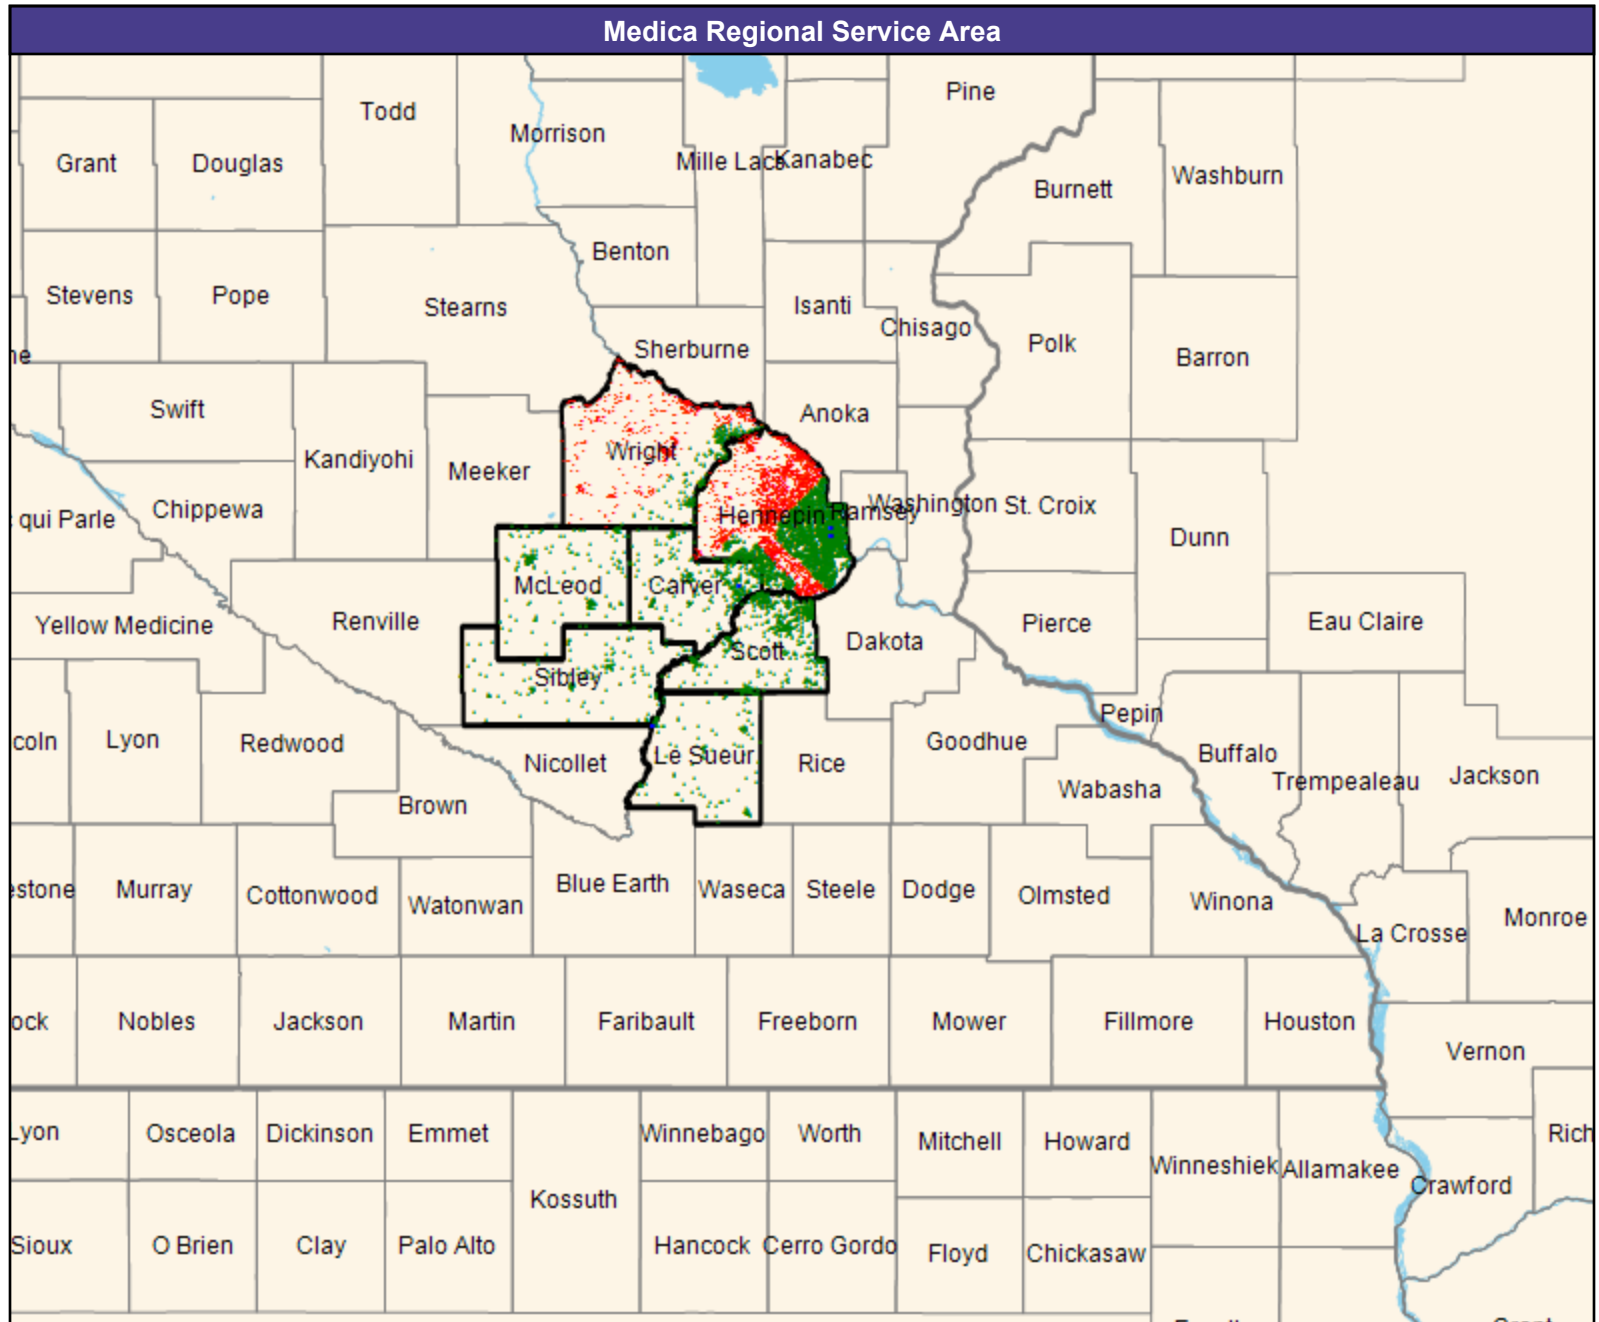 Medica Regional Service Area
Pine
Todd
Morrison
Mille Lacs
Kanabec
Grant
Douglas
Washburn
Burnett
Benton
Stevens
Pope
Stearns
Isanti
Chisago
Sherburne
Polk
Barron
ne
Swift
Anoka
Wright
Kandiyohi
Meeker
Chippewa
qui Parle
Hennepin
Ramsey
Washington
St. Croix
Dunn
McLeod
Carver
Yellow Medicine
Renville
Pierce
Eau Claire
Dakota
Scott
Sibley
Pepin
coln
Lyon
Redwood
Nicollet
Le Sueur
Rice
Goodhue
Buffalo
Trempealeau
Jackson
Wabasha
Brown
estone
Murray
Cottonwood
Watonwan
Blue Earth
Waseca
Steele
Dodge
Olmsted
Winona
La Crosse
Monroe
ock
Nobles
Jackson
Martin
Faribault
Freeborn
Mower
Fillmore
Houston
Vernon
Lyon
Osceola
Dickinson
Emmet
Winnebago
Worth
Mitchell
Howard
Winneshiek
Allamakee
Crawford
Rich
Kossuth
Sioux
O Brien
Clay
Palo Alto
Hancock
Cerro Gordo
Floyd
Chickasaw